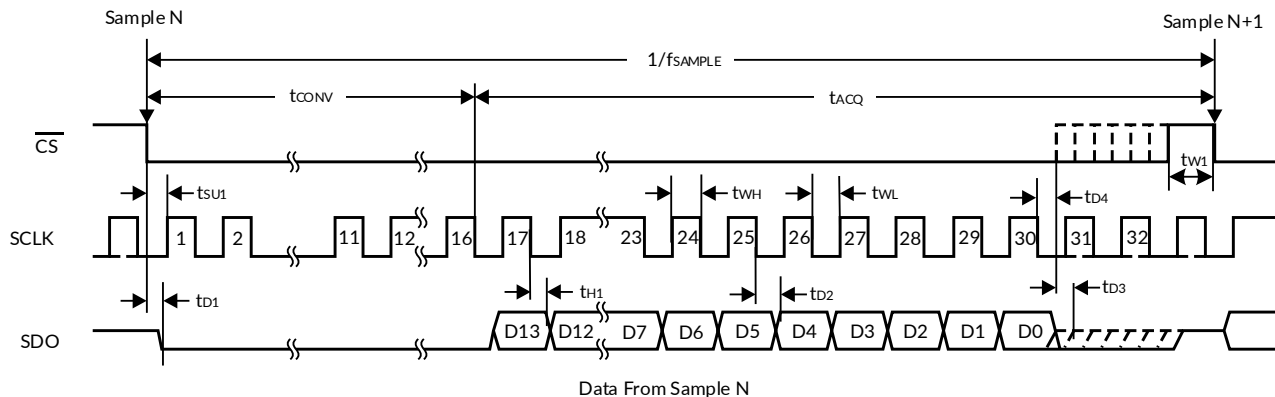 Sample N
Sample N+1
1/fSAMPLE
tCONV
tACQ
CS
tW1
tSU1
tWH
tWL
tD4
SCLK
1 2 11 12 16 17 18 23 24 25 26 27 28 29 30 31 32
tD1
tH1
tD2
tD3
SDO
D13 D12 D7 D6 D5 D4 D3 D2 D1 D0
Data From Sample N